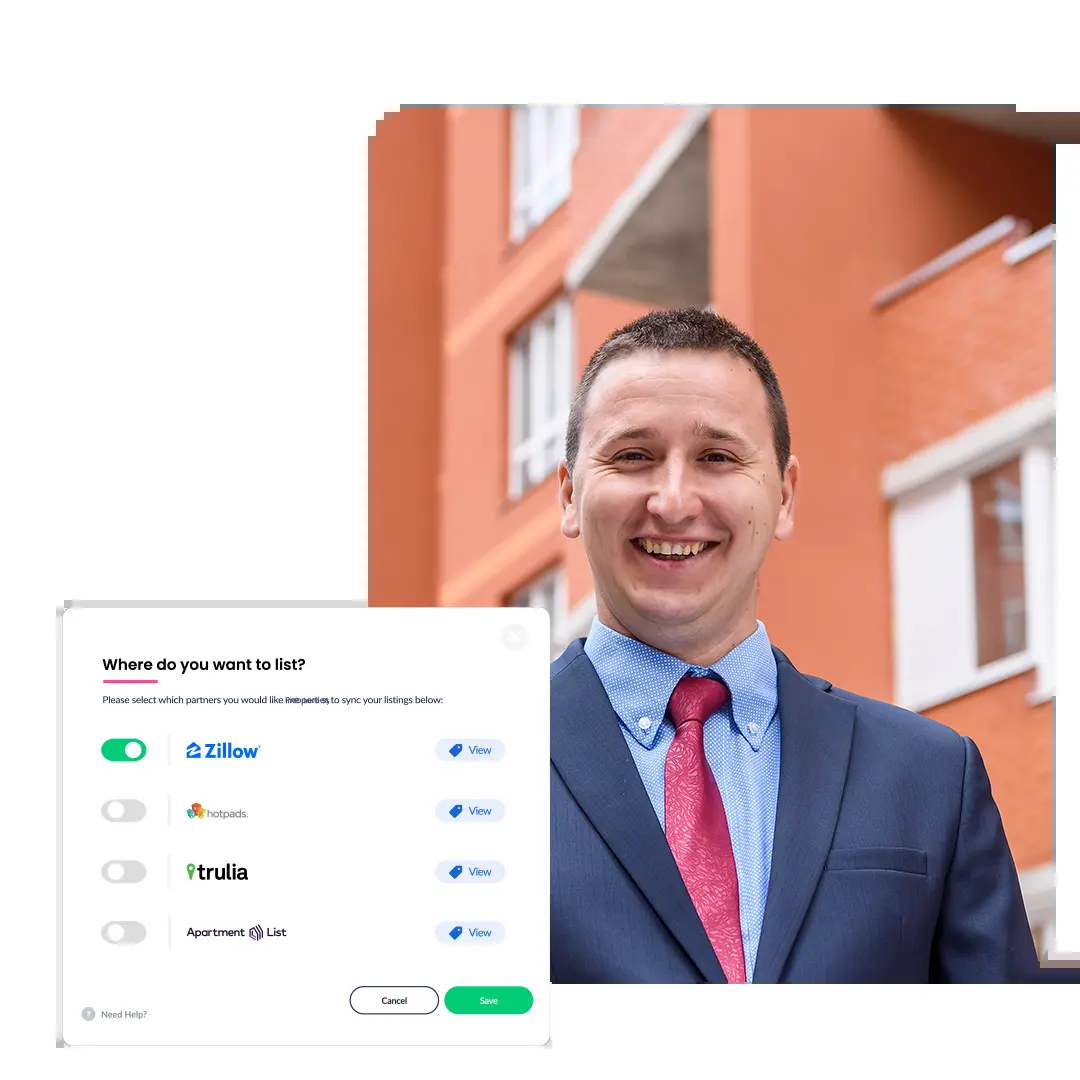 Where do you want to list?
Please select which partners you would like to sync your listings below:
Zillow
View
hotpads.
View
trulia
View
Apartment List
View
Cancel
Save
? Need Help?